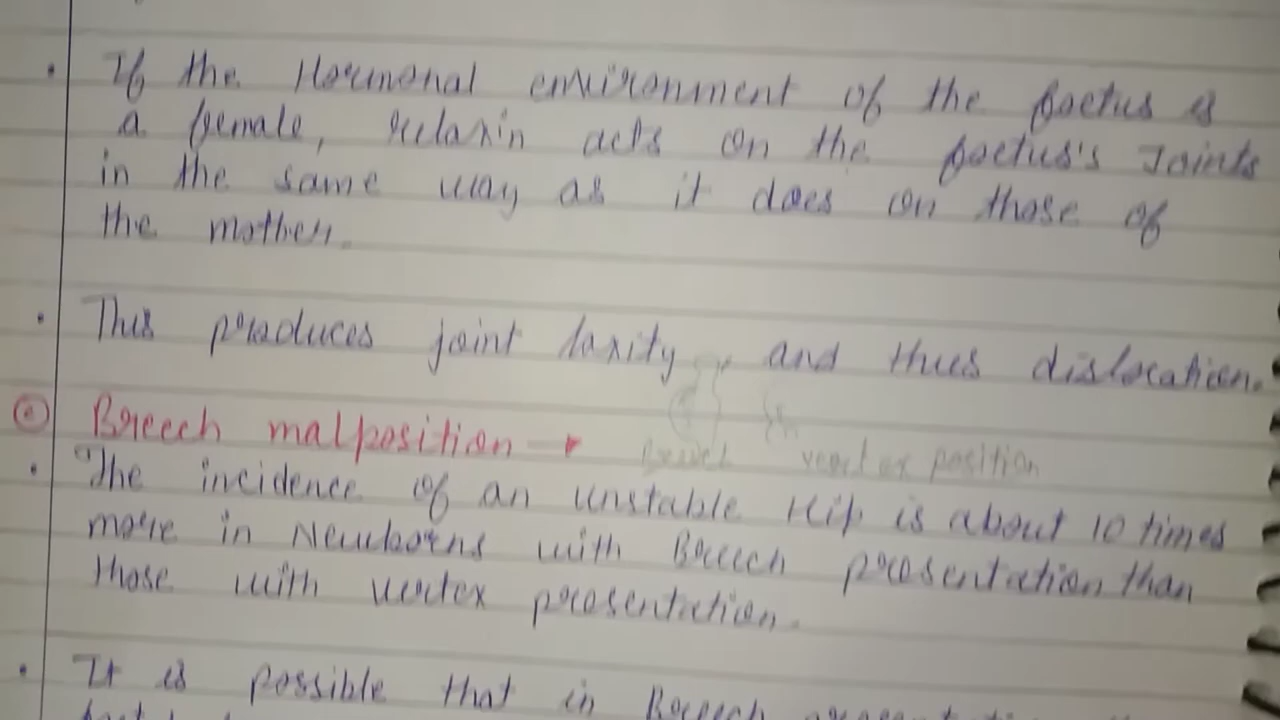 If the Hormonal environment of the foetus is
a female, relaxin acts on the foetus's Joints
in the same way as it does on those of
the mother.
This produces joint laxity, and thus dislocation.
(c) Breech malposition →
Breech vertex position
The incidence of an unstable Hip is about 10 times
more in Newborns with Breech presentation than
those with vertex presentation.
It is possible that in Breech